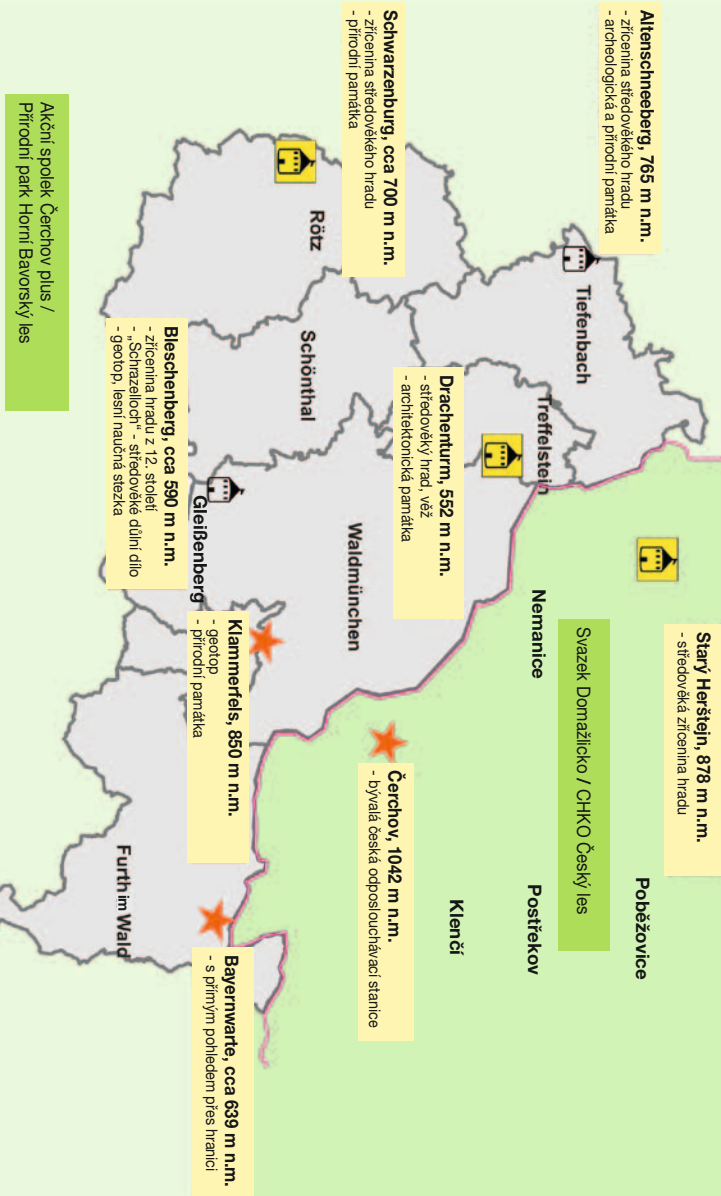 Altenschneeberg, 765 m n.m.
- zřícenina středověkého hradu
- archeologická a přírodní památka
Schwarzenburg, cca 700 m n.m.
- zřícenina středověkého hradu
- přírodní památka
Akční spolek Čerchov plus /
Přírodní park Horní Bavorský les
Rötz
Tiefenbach
Schönthal
Treffelstein
Drachenturm, 552 m n.m.
- středověký hrad, věž
- architektonická památka
Bleschenberg, cca 590 m n.m.
- zřícenina hradu z 12. století
- „Schrazelloch“ - středověké důlní dílo
- geotop, lesní naučná stezka
Gleißenberg
Waldmünchen
Starý Herštejn, 878 m n.m.
- středověká zřícenina hradu
Nemanice
Svazek Domažlicko / CHKO Český les
Klammerfels, 850 m n.m.
- geotop
- přírodní památka
Čerchov, 1042 m n.m.
- bývalá česká odposlouchávací stanice
Poběžovice
Postřekov
Klenčí
Furth im Wald
Bayernwarte, cca 639 m n.m.
- s přímým pohledem přes hranici